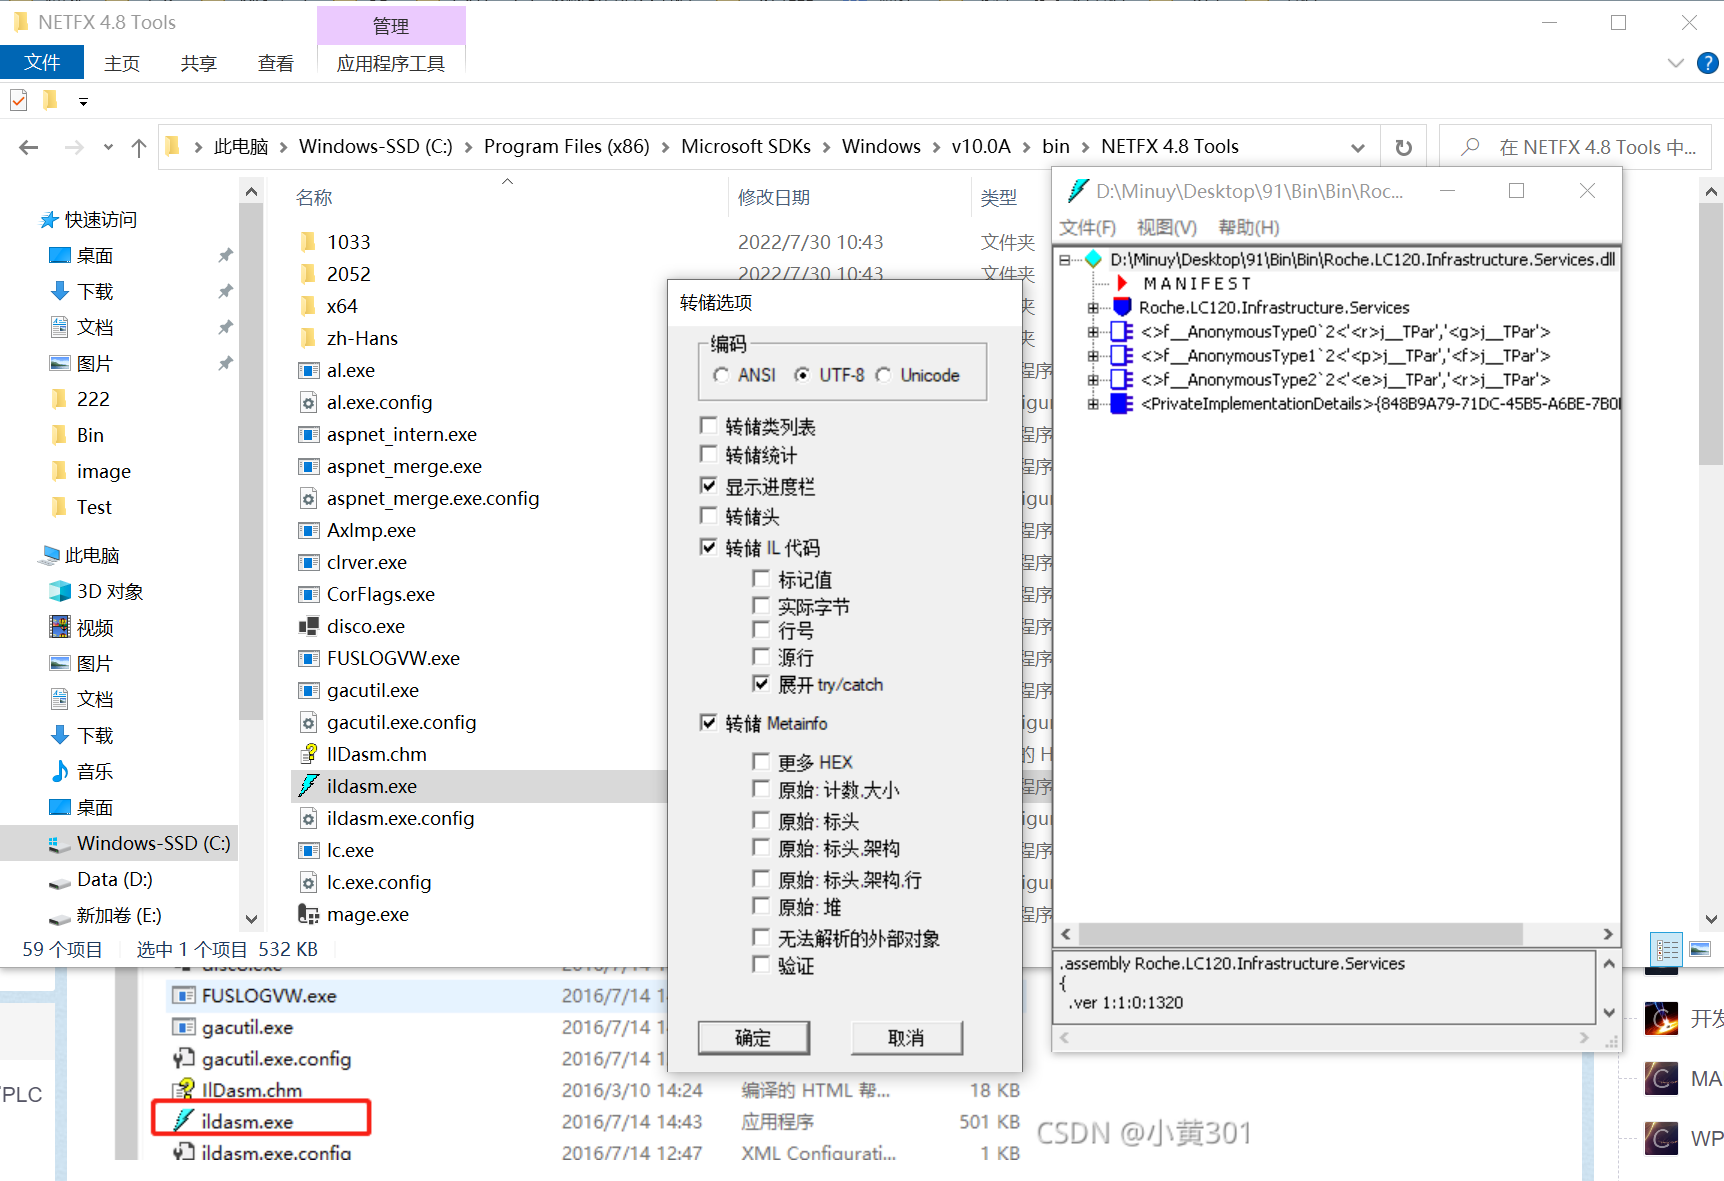 NETFX 4.8 Tools
管理
文件
主页
共享
查看
应用程序工具
此电脑
Windows-SSD (C:)
Program Files (x86)
Microsoft SDKs
Windows
v10.0A
bin
NETFX 4.8 Tools
在 NETFX 4.8 Tools 中...
快速访问
桌面
下载
文档
图片
222
Bin
image
Test
此电脑
3D 对象
视频
图片
文档
下载
音乐
桌面
Windows-SSD (C:)
Data (D:)
新加卷 (E:)
名称
修改日期
类型
1033 2022/7/30 10:43 文件夹
2052 2022/7/30 10:43 文件夹
x64
zh-Hans
al.exe
al.exe.config
aspnet_intern.exe
aspnet_merge.exe
aspnet_merge.exe.config
AxImp.exe
clrver.exe
CorFlags.exe
disco.exe
FUSLOGVW.exe
gacutil.exe
gacutil.exe.config
IlDasm.chm
ildasm.exe
ildasm.exe.config
lc.exe
lc.exe.config
mage.exe
59 个项目
选中 1 个项目 532 KB
转储选项
编码
ANSI
UTF-8
Unicode
转储类列表
转储统计
显示进度栏
转储头
转储 IL 代码
标记值
实际字节
行号
源行
展开 try/catch
转储 Metainfo
更多 HEX
原始: 计数,大小
原始: 标头
原始: 标头,架构
原始: 标头,架构,行
原始: 堆
无法解析的外部对象
验证
确定
取消
D:\Minuy\Desktop\91\Bin\Bin\Roc...
文件(F)
视图(V)
帮助(H)
D:\Minuy\Desktop\91\Bin\Bin\Roche.LC120.Infrastructure.Services.dll
MANIFEST
Roche.LC120.Infrastructure.Services
<>f__AnonymousType0`2<'<r>j__TPar','<g>j__TPar'>
<>f__AnonymousType1`2<'<p>j__TPar','<f>j__TPar'>
<>f__AnonymousType2`2<'<e>j__TPar','<r>j__TPar'>
<PrivateImplementationDetails>{848B9A79-71DC-45B5-A6BE-7B0
.assembly Roche.LC120.Infrastructure.Services
{
.ver 1:1:0:1320
FUSLOGVW.exe 2016/7/14 1
gacutil.exe 2016/7/14 1
gacutil.exe.config 2016/7/14 1
IlDasm.chm 2016/3/10 14:24 编译的 HTML 帮... 18 KB
ildasm.exe 2016/7/14 14:43 应用程序 501 KB
ildasm.exe.config 2016/7/14 12:47 XML Configurati... 1 KB
PLC
CSDN @小黄301
开发
MA
WP